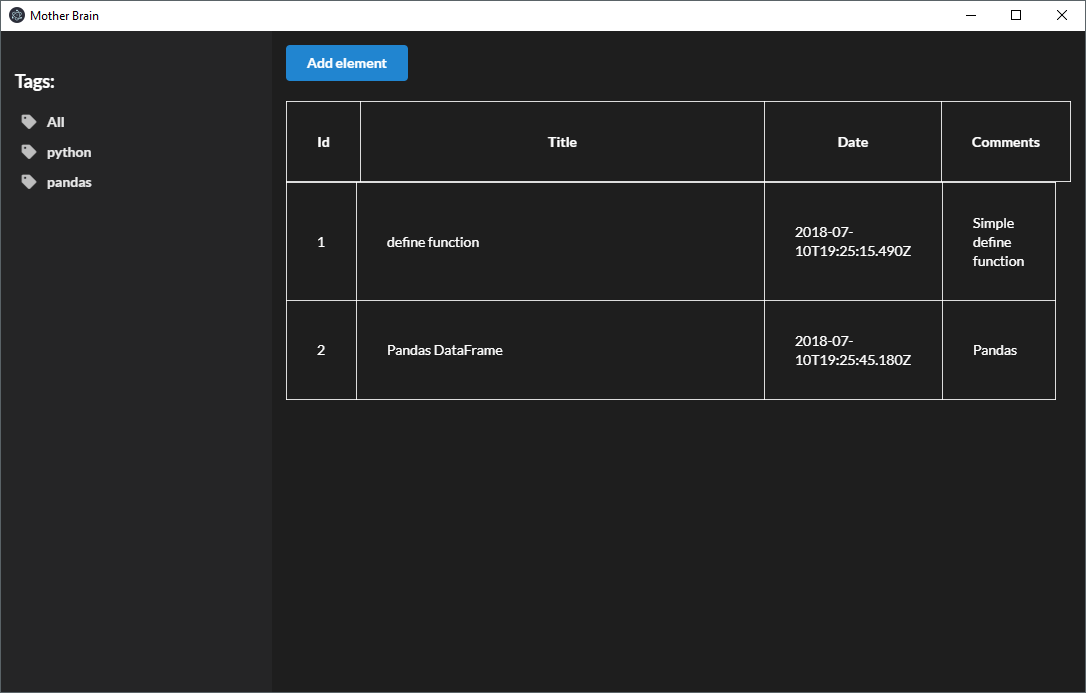 Mother Brain
Tags:
All
python
pandas
Add element
Id Title Date Comments
1 define function 2018-07-
10T19:25:15.490Z Simple
define
function
2 Pandas DataFrame 2018-07-
10T19:25:45.180Z Pandas